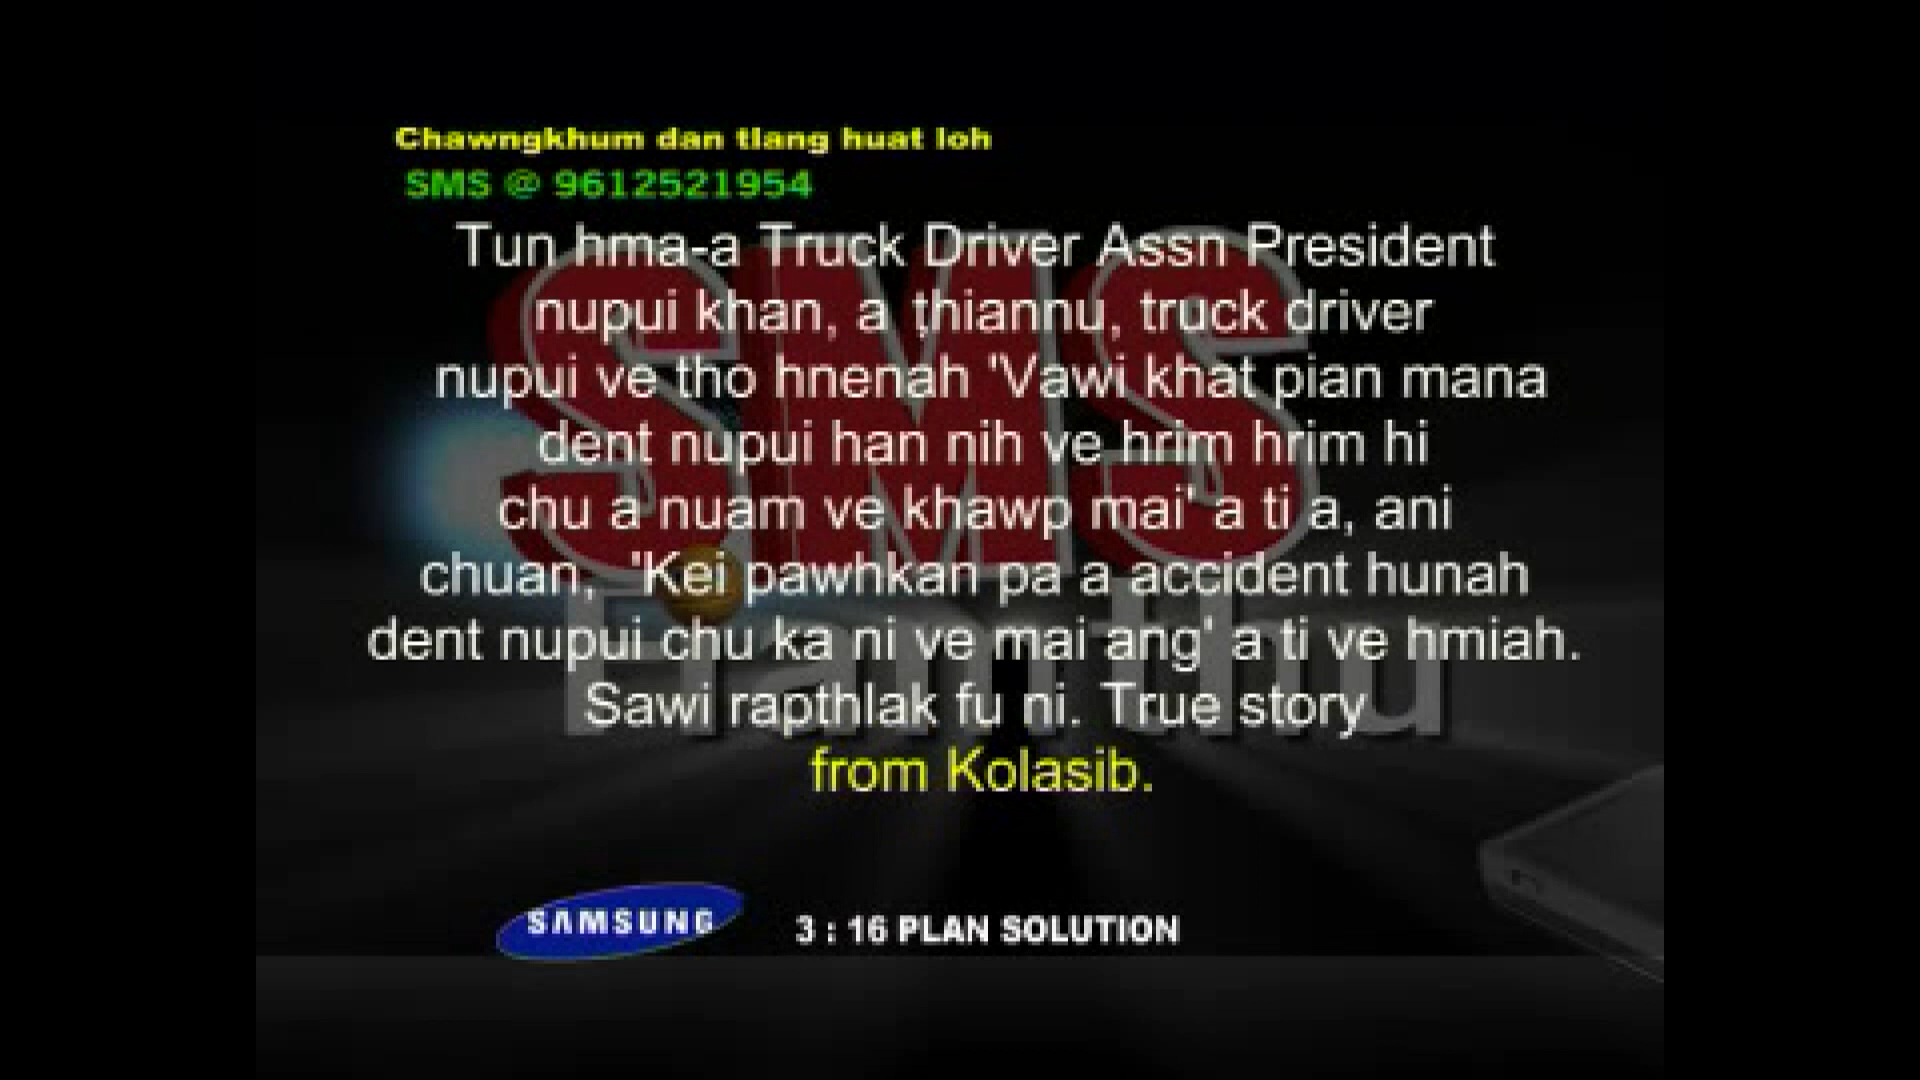 Chawngkhum dan tlang huat loh
SMS @ 9612521954
Tun hma-a Truck Driver Assn President
nupui khan, a ṭhiannu, truck driver
nupui ve tho hnenah 'Vawi khat pian mana
dent nupui han nih ve hrim hrim hi
chu a nuam ve khawp mai' a ti a, ani
chuan, 'Kei pawhkan pa a accident hunah
dent nupui chu ka ni ve mai ang' a ti ve hmiah.
Sawi rapthlak fu ni. True story
from Kolasib.
SMS
thu
SAMSUNG
3 : 16 PLAN SOLUTION